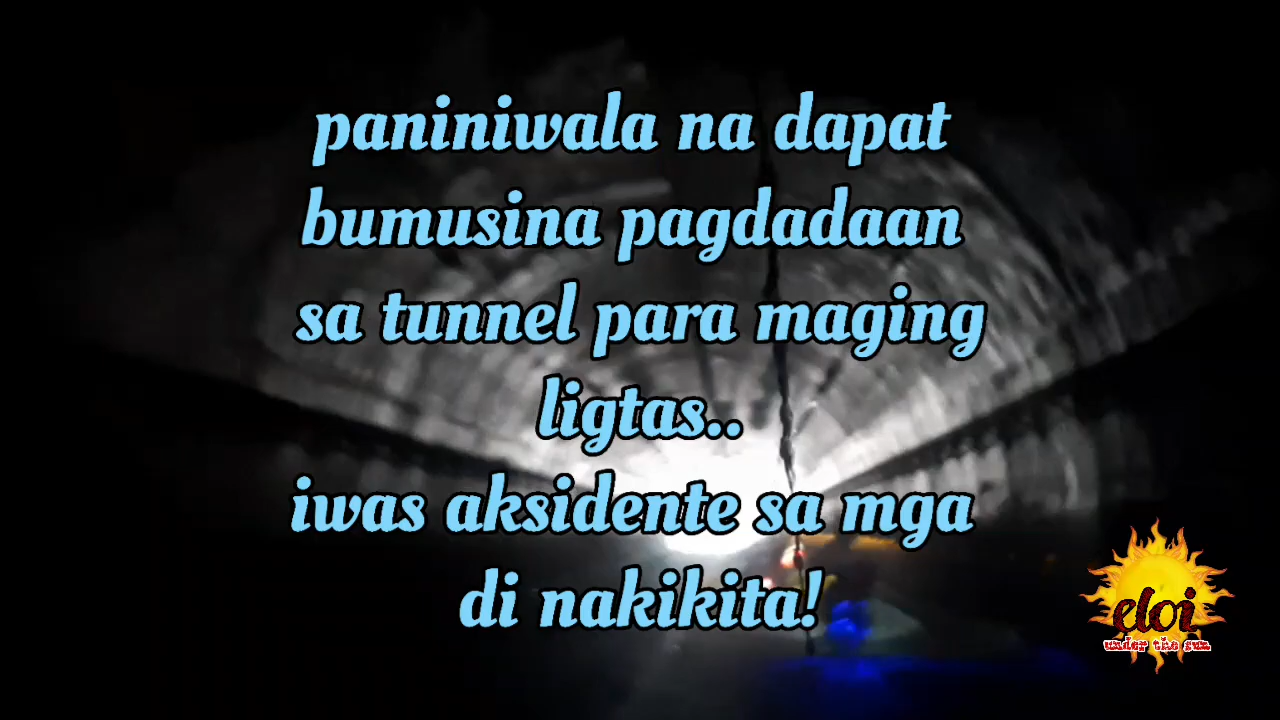 paniniwala na dapat
bumusina pagdadaan
sa tunnel para maging
ligtas..
iwas aksidente sa mga
di nakikita!
eloi
under the sun